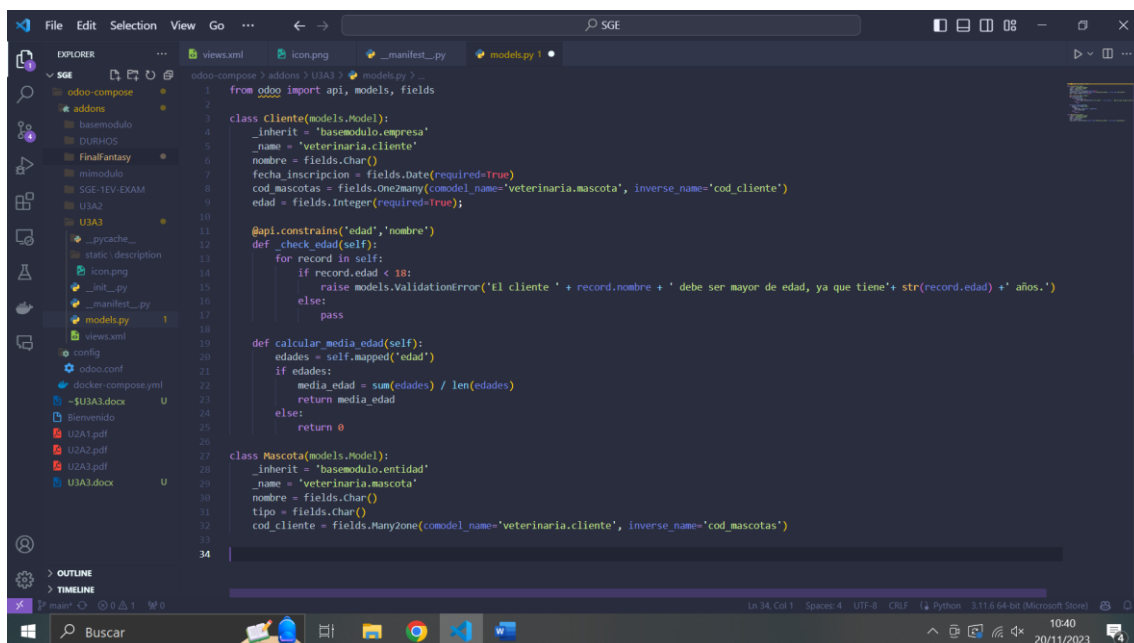 File Edit Selection View Go ··· SGE
EXPLORER ···
views.xml icon.png __manifest__.py models.py 1
SGE
odoo-compose > addons > U3A3 > models.py > ...
odoo-compose
addons
basemodulo
DURHOS
FinalFantasy
mimodulo
SGE-1EV-EXAM
U3A2
U3A3
__pycache__
static \ description
icon.png
__init__.py
__manifest__.py
models.py 1
views.xml
config
odoo.conf
docker-compose.yml
~$U3A3.docx U
Bienvenido
U2A1.pdf
U2A2.pdf
U2A3.pdf
U3A3.docx U
OUTLINE
TIMELINE
1 from odoo import api, models, fields
2
3 class Cliente(models.Model):
4 _inherit = 'basemodulo.empresa'
5 _name = 'veterinaria.cliente'
6 nombre = fields.Char()
7 fecha_inscripcion = fields.Date(required=True)
8 cod_mascotas = fields.One2many(comodel_name='veterinaria.mascota', inverse_name='cod_cliente')
9 edad = fields.Integer(required=True);
10
11 @api.constrains('edad','nombre')
12 def _check_edad(self):
13 for record in self:
14 if record.edad < 18:
15 raise models.ValidationError('El cliente ' + record.nombre + ' debe ser mayor de edad, ya que tiene'+ str(record.edad) +' años.')
16 else:
17 pass
18
19 def calcular_media_edad(self):
20 edades = self.mapped('edad')
21 if edades:
22 media_edad = sum(edades) / len(edades)
23 return media_edad
24 else:
25 return 0
26
27 class Mascota(models.Model):
28 _inherit = 'basemodulo.entidad'
29 _name = 'veterinaria.mascota'
30 nombre = fields.Char()
31 tipo = fields.Char()
32 cod_cliente = fields.Many2one(comodel_name='veterinaria.cliente', inverse_name='cod_mascotas')
33
34
main* 0 1 0 Ln 34, Col 1 Spaces: 4 UTF-8 CRLF Python 3.11.6 64-bit (Microsoft Store)
Buscar
10:40
20/11/2023
4